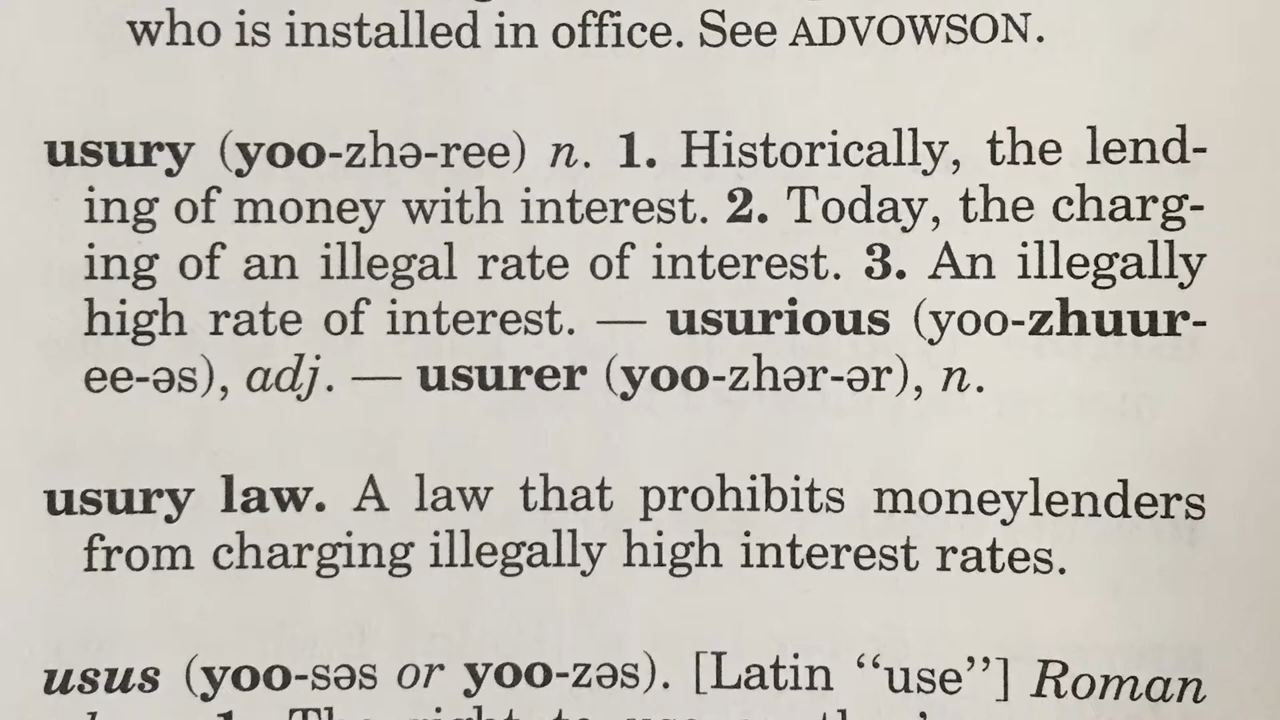 who is installed in office. See ADVOWSON.
usury (yoo-zhə-ree) n. 1. Historically, the lend-
ing of money with interest. 2. Today, the charg-
ing of an illegal rate of interest. 3. An illegally
high rate of interest. — usurious (yoo-zhuur-
ee-əs), adj. — usurer (yoo-zhər-ər), n.
usury law. A law that prohibits moneylenders
from charging illegally high interest rates.
usus (yoo-səs or yoo-zəs). [Latin “use”] Roman